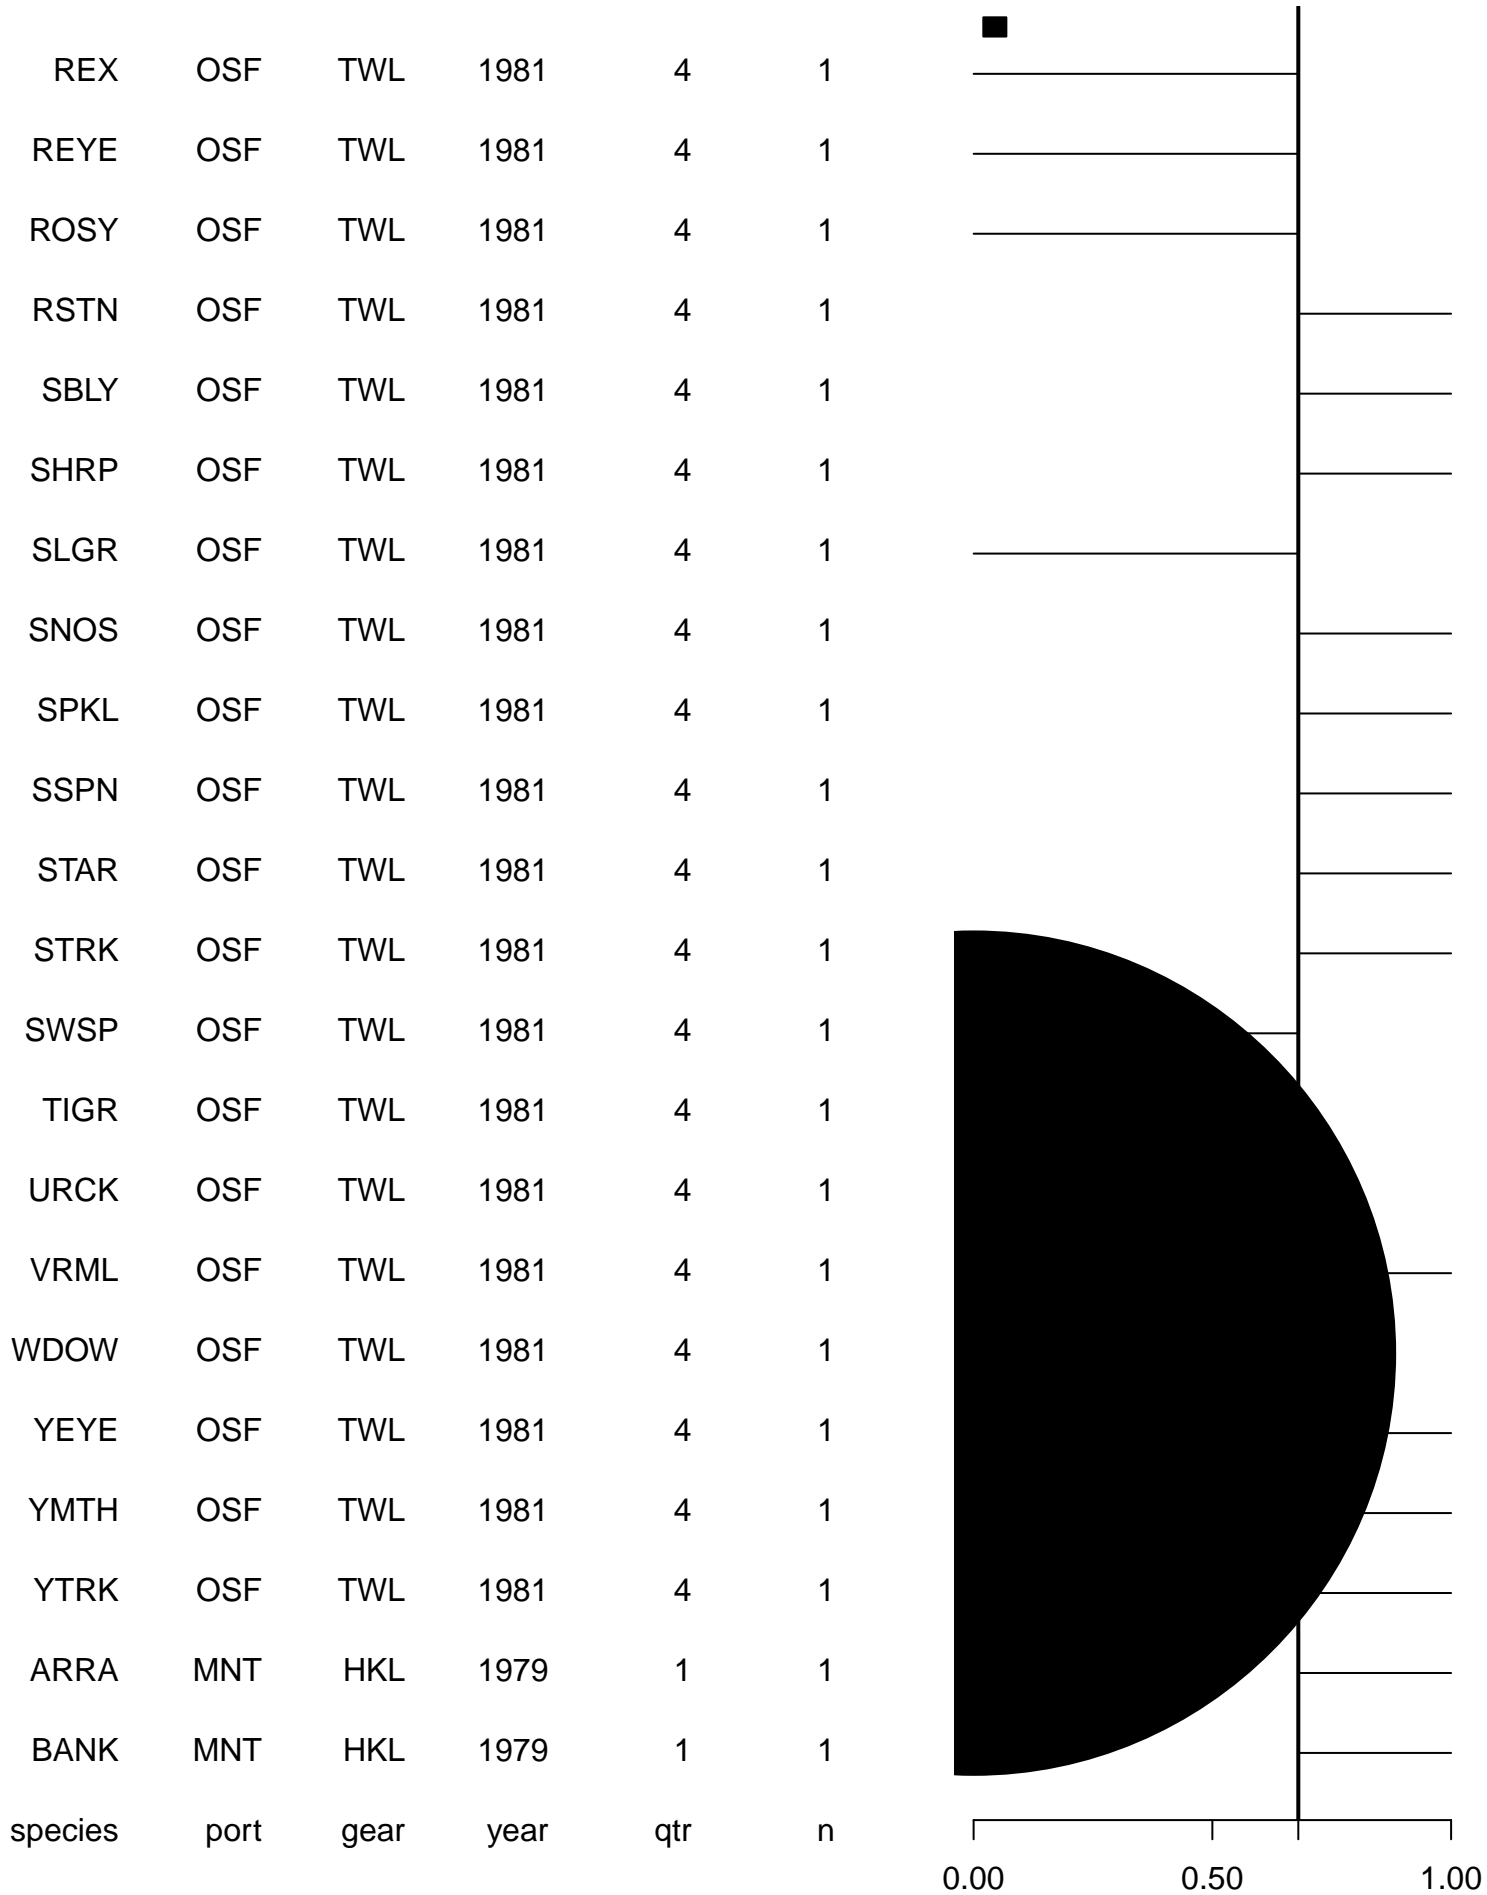 REX OSF TWL 1981 4 1
REYE OSF TWL 1981 4 1
ROSY OSF TWL 1981 4 1
RSTN OSF TWL 1981 4 1
SBLY OSF TWL 1981 4 1
SHRP OSF TWL 1981 4 1
SLGR OSF TWL 1981 4 1
SNOS OSF TWL 1981 4 1
SPKL OSF TWL 1981 4 1
SSPN OSF TWL 1981 4 1
STAR OSF TWL 1981 4 1
STRK OSF TWL 1981 4 1
SWSP OSF TWL 1981 4 1
TIGR OSF TWL 1981 4 1
URCK OSF TWL 1981 4 1
VRML OSF TWL 1981 4 1
WDOW OSF TWL 1981 4 1
YEYE OSF TWL 1981 4 1
YMTH OSF TWL 1981 4 1
YTRK OSF TWL 1981 4 1
ARRA MNT HKL 1979 1 1
BANK MNT HKL 1979 1 1
species port gear year qtr n
0.00 0.50 1.00